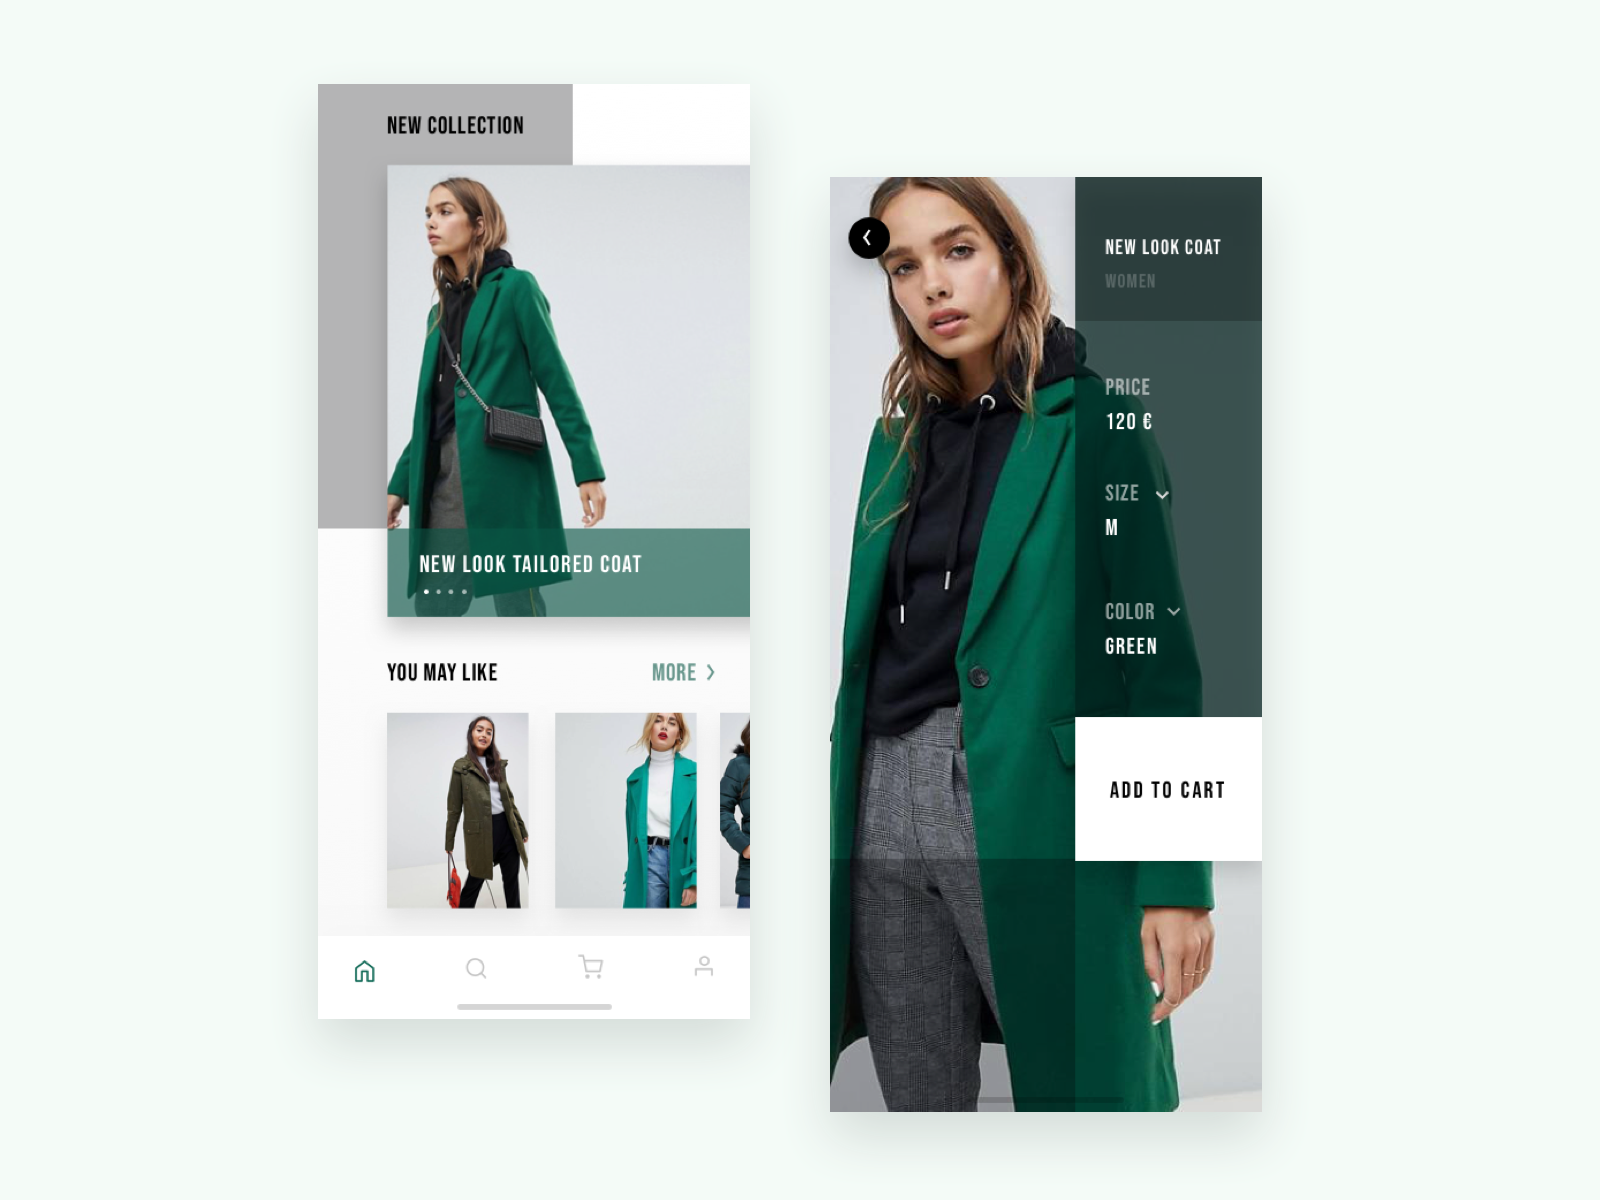 NEW COLLECTION
NEW LOOK TAILORED COAT
YOU MAY LIKE
MORE
NEW LOOK COAT
WOMEN
PRICE
120 €
SIZE
M
COLOR
GREEN
ADD TO CART